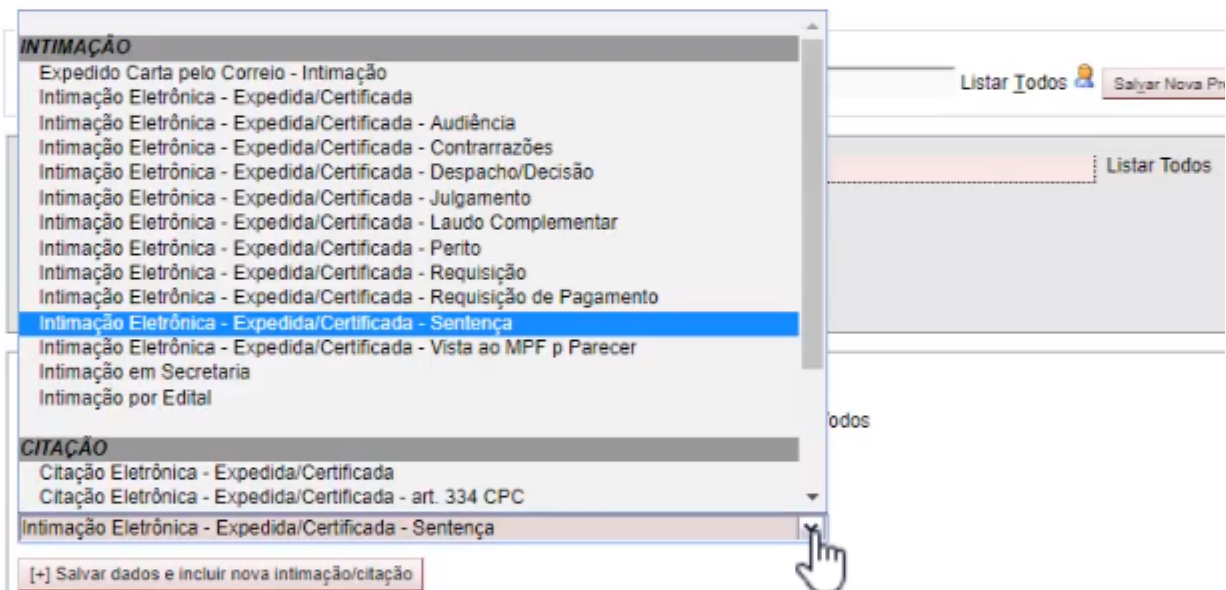 INTIMAÇÃO
Expedido Carta pelo Correio - Intimação
Intimação Eletrônica - Expedida/Certificada
Intimação Eletrônica - Expedida/Certificada - Audiência
Intimação Eletrônica - Expedida/Certificada - Contrarrazões
Intimação Eletrônica - Expedida/Certificada - Despacho/Decisão
Intimação Eletrônica - Expedida/Certificada - Julgamento
Intimação Eletrônica - Expedida/Certificada - Laudo Complementar
Intimação Eletrônica - Expedida/Certificada - Perito
Intimação Eletrônica - Expedida/Certificada - Requisição
Intimação Eletrônica - Expedida/Certificada - Requisição de Pagamento
Intimação Eletrônica - Expedida/Certificada - Sentença
Intimação Eletrônica - Expedida/Certificada - Vista ao MPF p Parecer
Intimação em Secretaria
Intimação por Edital
CITAÇÃO
Citação Eletrônica - Expedida/Certificada
Citação Eletrônica - Expedida/Certificada - art. 334 CPC
Intimação Eletrônica - Expedida/Certificada - Sentença
[+] Salvar dados e incluir nova intimação/citação
Listar Todos
Salvar Nova Pre
Listar Todos
odos